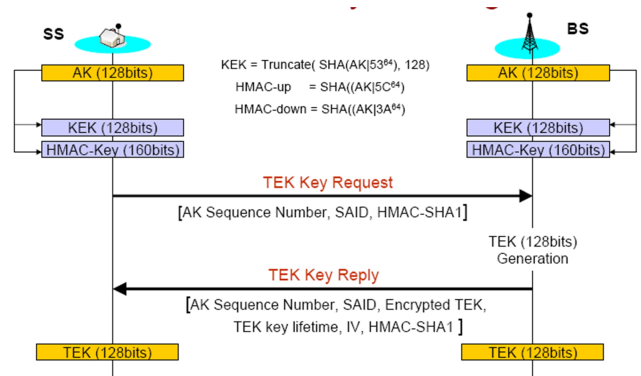 SS
BS
AK (128bits)
KEK = Truncate( SHA(AK|53⁶⁴), 128)
AK (128bits)
HMAC-up = SHA((AK|5C⁶⁴)
HMAC-down = SHA((AK|3A⁶⁴)
KEK (128bits)
KEK (128bits)
HMAC-Key (160bits)
HMAC-Key (160bits)
TEK Key Request
[AK Sequence Number, SAID, HMAC-SHA1]
TEK (128bits)
Generation
TEK Key Reply
[AK Sequence Number, SAID, Encrypted TEK,
TEK key lifetime, IV, HMAC-SHA1 ]
TEK (128bits)
TEK (128bits)